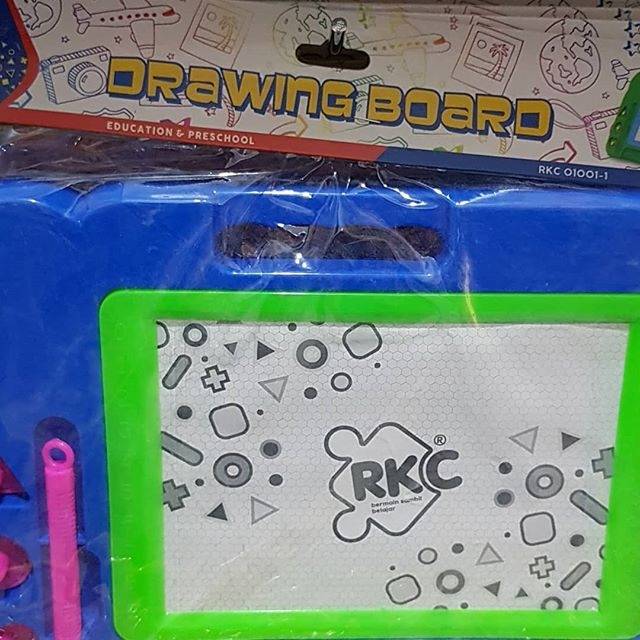 DRAWING BOARD
EDUCATION & PRESCHOOL
RKC 01001-1
RKC®
bermain sambil
belajar